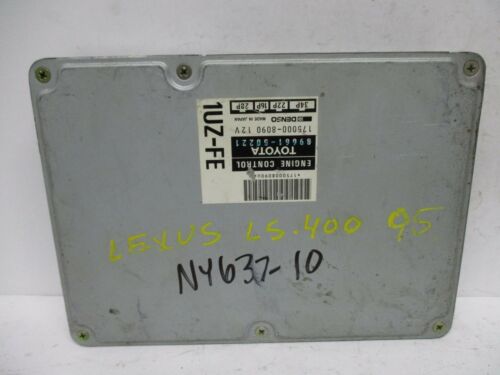 ENGINE CONTROL
TOYOTA
89661-50221
175000-8090 12V
DENSO MADE IN JAPAN
34P 22P 16P 28P
1UZ-FE
LEXUS LS.400 95
NY637-10